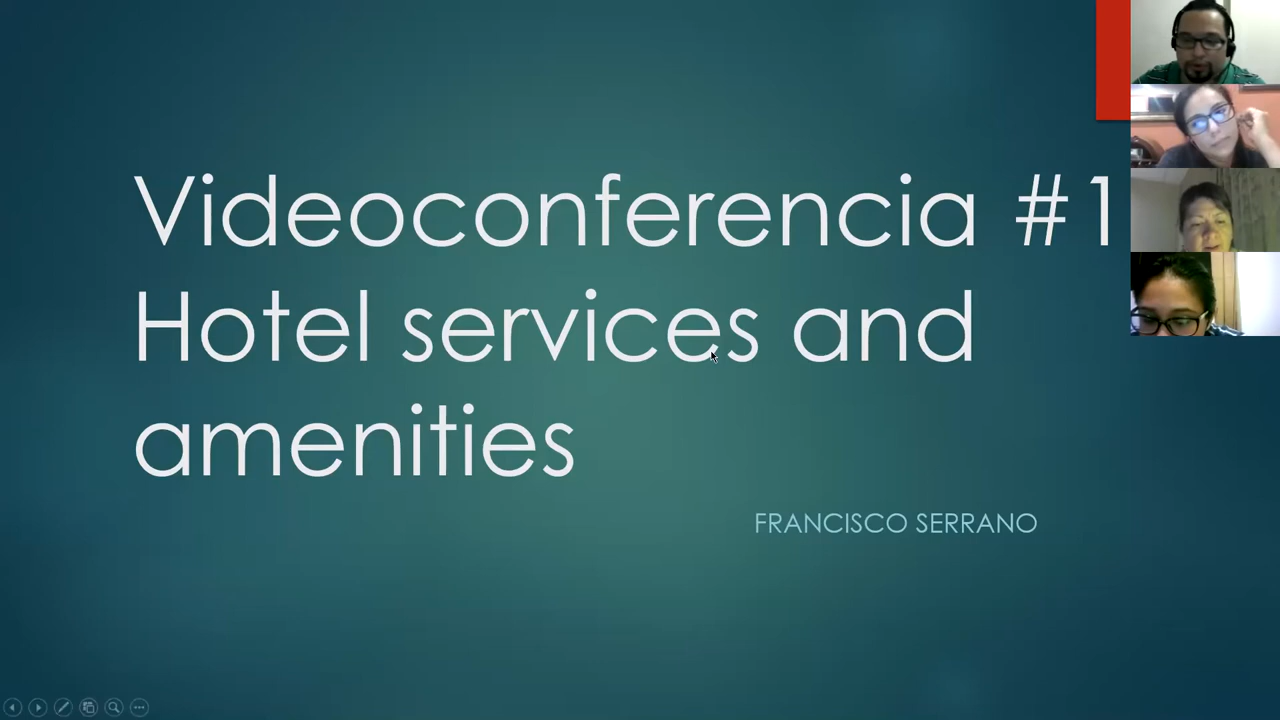 Videoconferencia #1
Hotel services and
amenities
FRANCISCO SERRANO